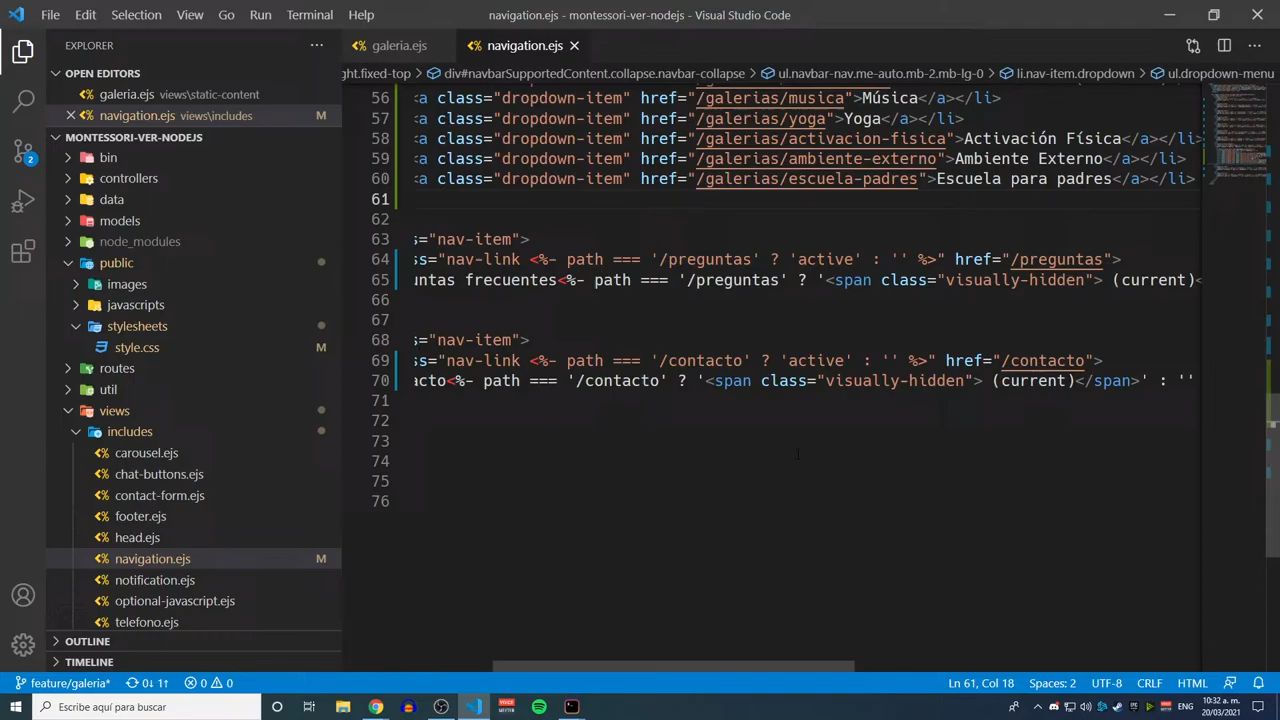 File Edit Selection View Go Run Terminal Help
navigation.ejs - montessori-ver-nodejs - Visual Studio Code
EXPLORER
OPEN EDITORS
galeria.ejs views\static-content
navigation.ejs views\includes M
MONTESSORI-VER-NODEJS
bin
controllers
data
models
node_modules
public
images
javascripts
stylesheets
style.css M
routes
util
views
includes
carousel.ejs
chat-buttons.ejs
contact-form.ejs
footer.ejs
head.ejs
navigation.ejs M
notification.ejs
optional-javascript.ejs
telefono.ejs
OUTLINE
TIMELINE
2
galeria.ejs navigation.ejs
ght.fixed-top div#navbarSupportedContent.collapse.navbar-collapse ul.navbar-nav.me-auto.mb-2.mb-lg-0 li.nav-item.dropdown ul.dropdown-menu
56 <a class="dropdown-item" href="/galerias/musica">Música</a></li>
57 <a class="dropdown-item" href="/galerias/yoga">Yoga</a></li>
58 <a class="dropdown-item" href="/galerias/activacion-fisica">Activación Física</a></li>
59 <a class="dropdown-item" href="/galerias/ambiente-externo">Ambiente Externo</a></li>
60 <a class="dropdown-item" href="/galerias/escuela-padres">Escuela para padres</a></li>
61
62
63 s="nav-item">
64 ss="nav-link <%- path === '/preguntas' ? 'active' : '' %>" href="/preguntas">
65 untas frecuentes<%- path === '/preguntas' ? '<span class="visually-hidden"> (current)<
66
67
68 s="nav-item">
69 ss="nav-link <%- path === '/contacto' ? 'active' : '' %>" href="/contacto">
70 acto<%- path === '/contacto' ? '<span class="visually-hidden"> (current)</span>' : ''
71
72
73
74
75
76
feature/galeria* 0↓ 1↑ 0 0 Ln 61, Col 18 Spaces: 2 UTF-8 CRLF HTML
Escribe aquí para buscar
ENG
10:32 a. m.
20/03/2021